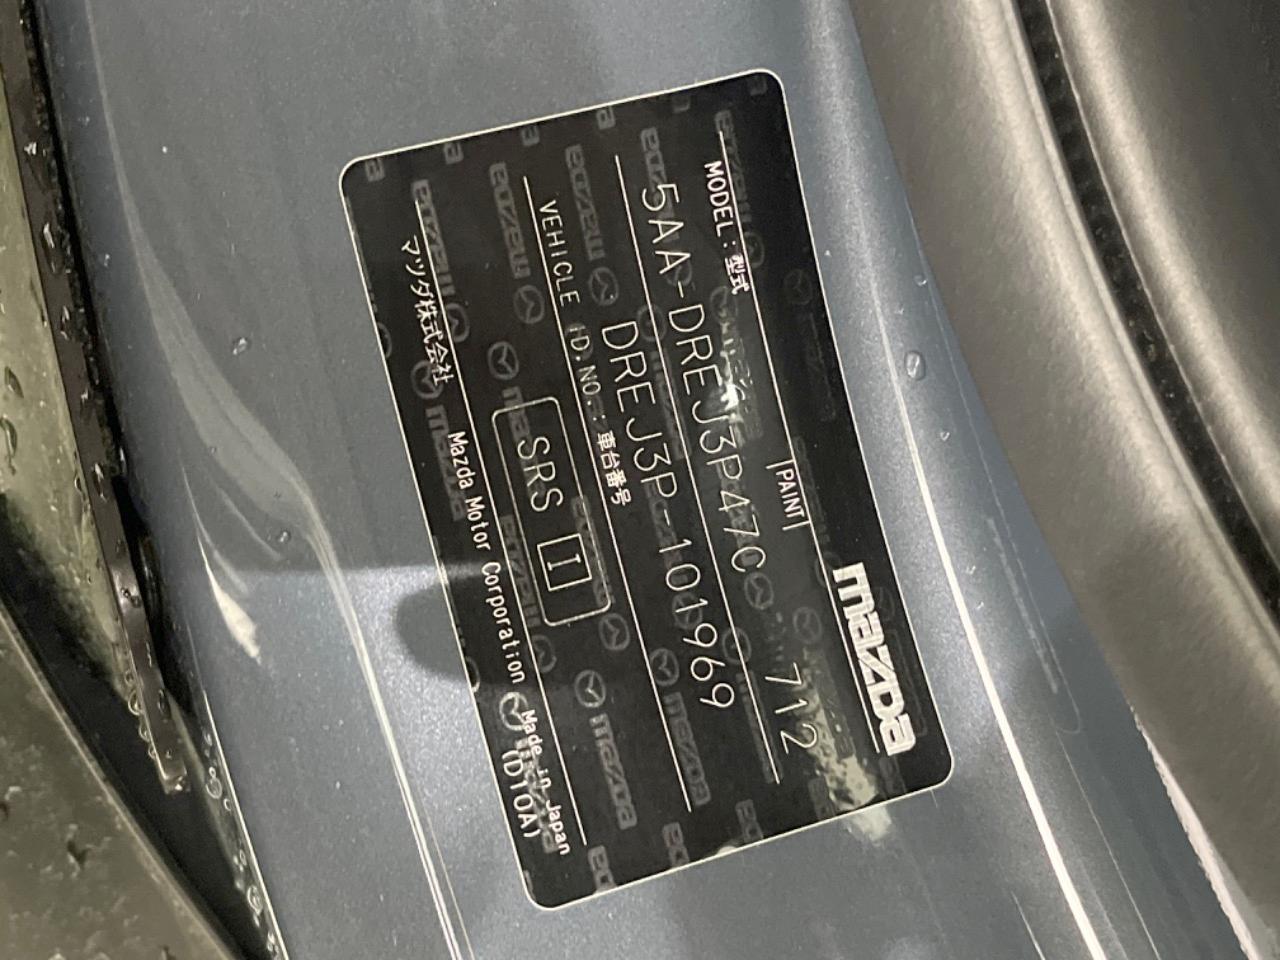 mazda
MODEL:型式
PAINT
5AA-DREJ3P47C 712
VEHICLE ID.NO.:車台番号
DREJ3P-101969
SRS I
マツダ株式会社 Mazda Motor Corporation Made in Japan
(D10A)